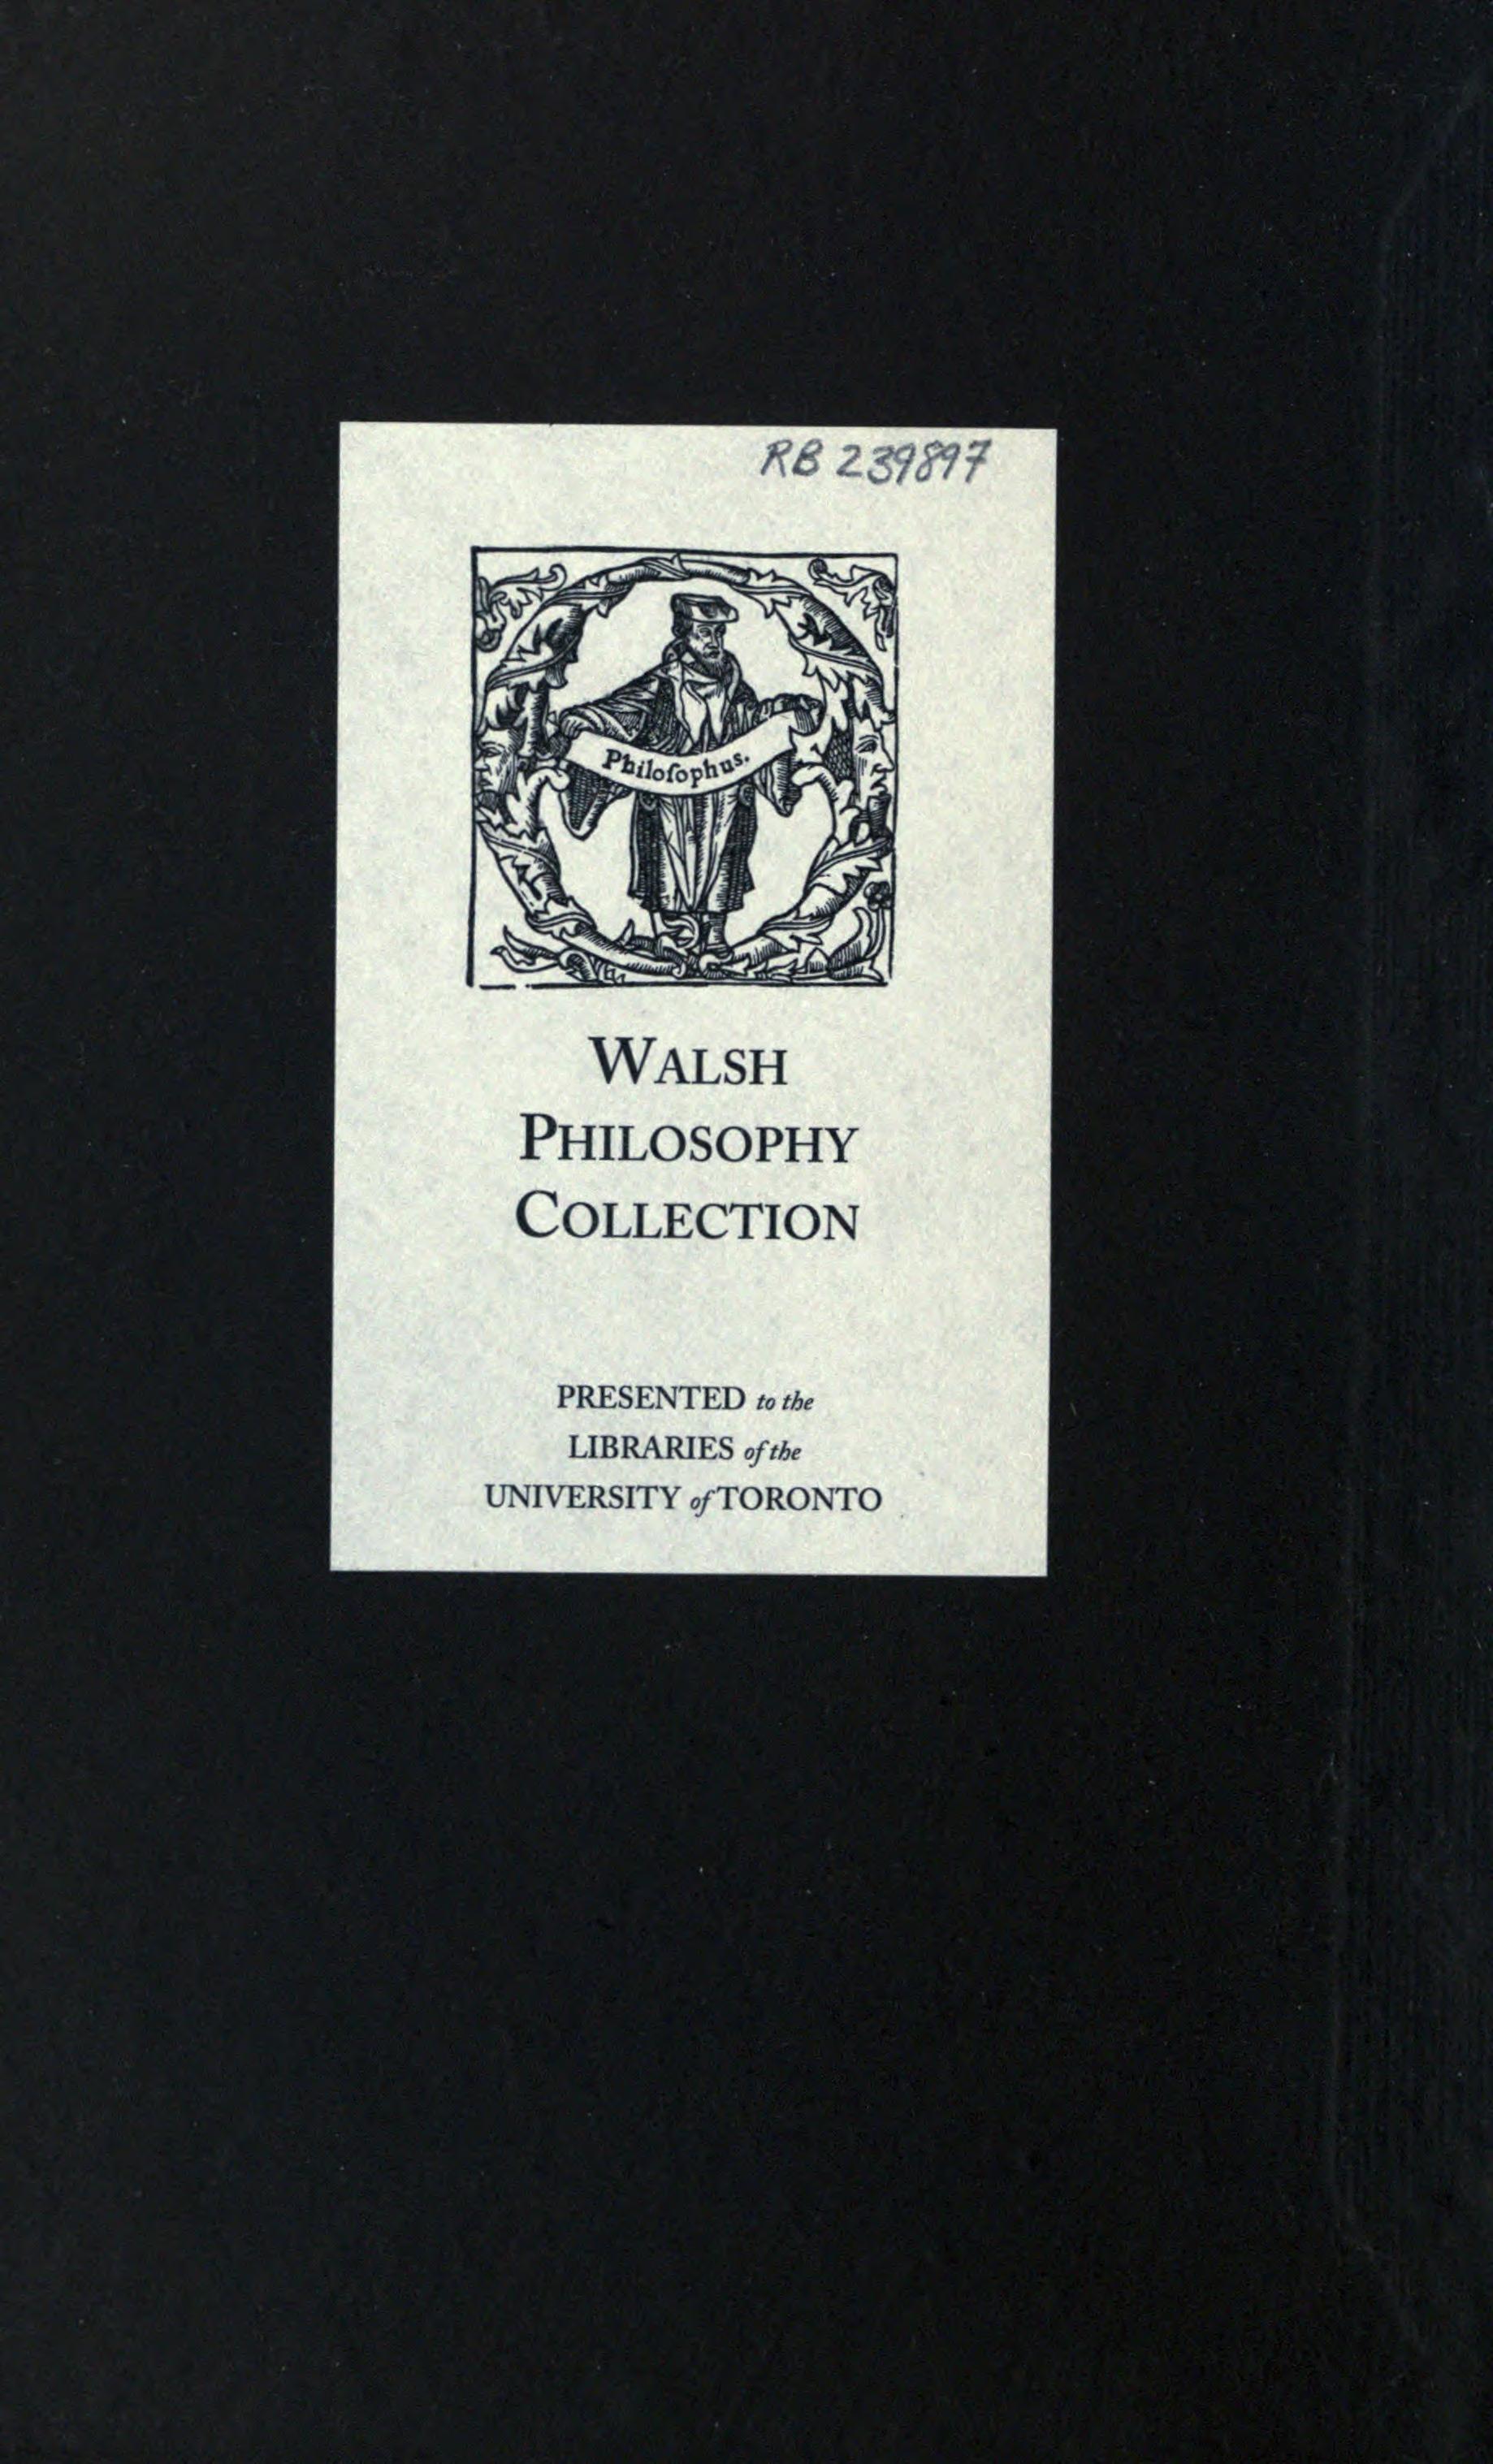 RB 239897
Philoſophus.
WALSH
PHILOSOPHY
COLLECTION
PRESENTED to the
LIBRARIES of the
UNIVERSITY of TORONTO